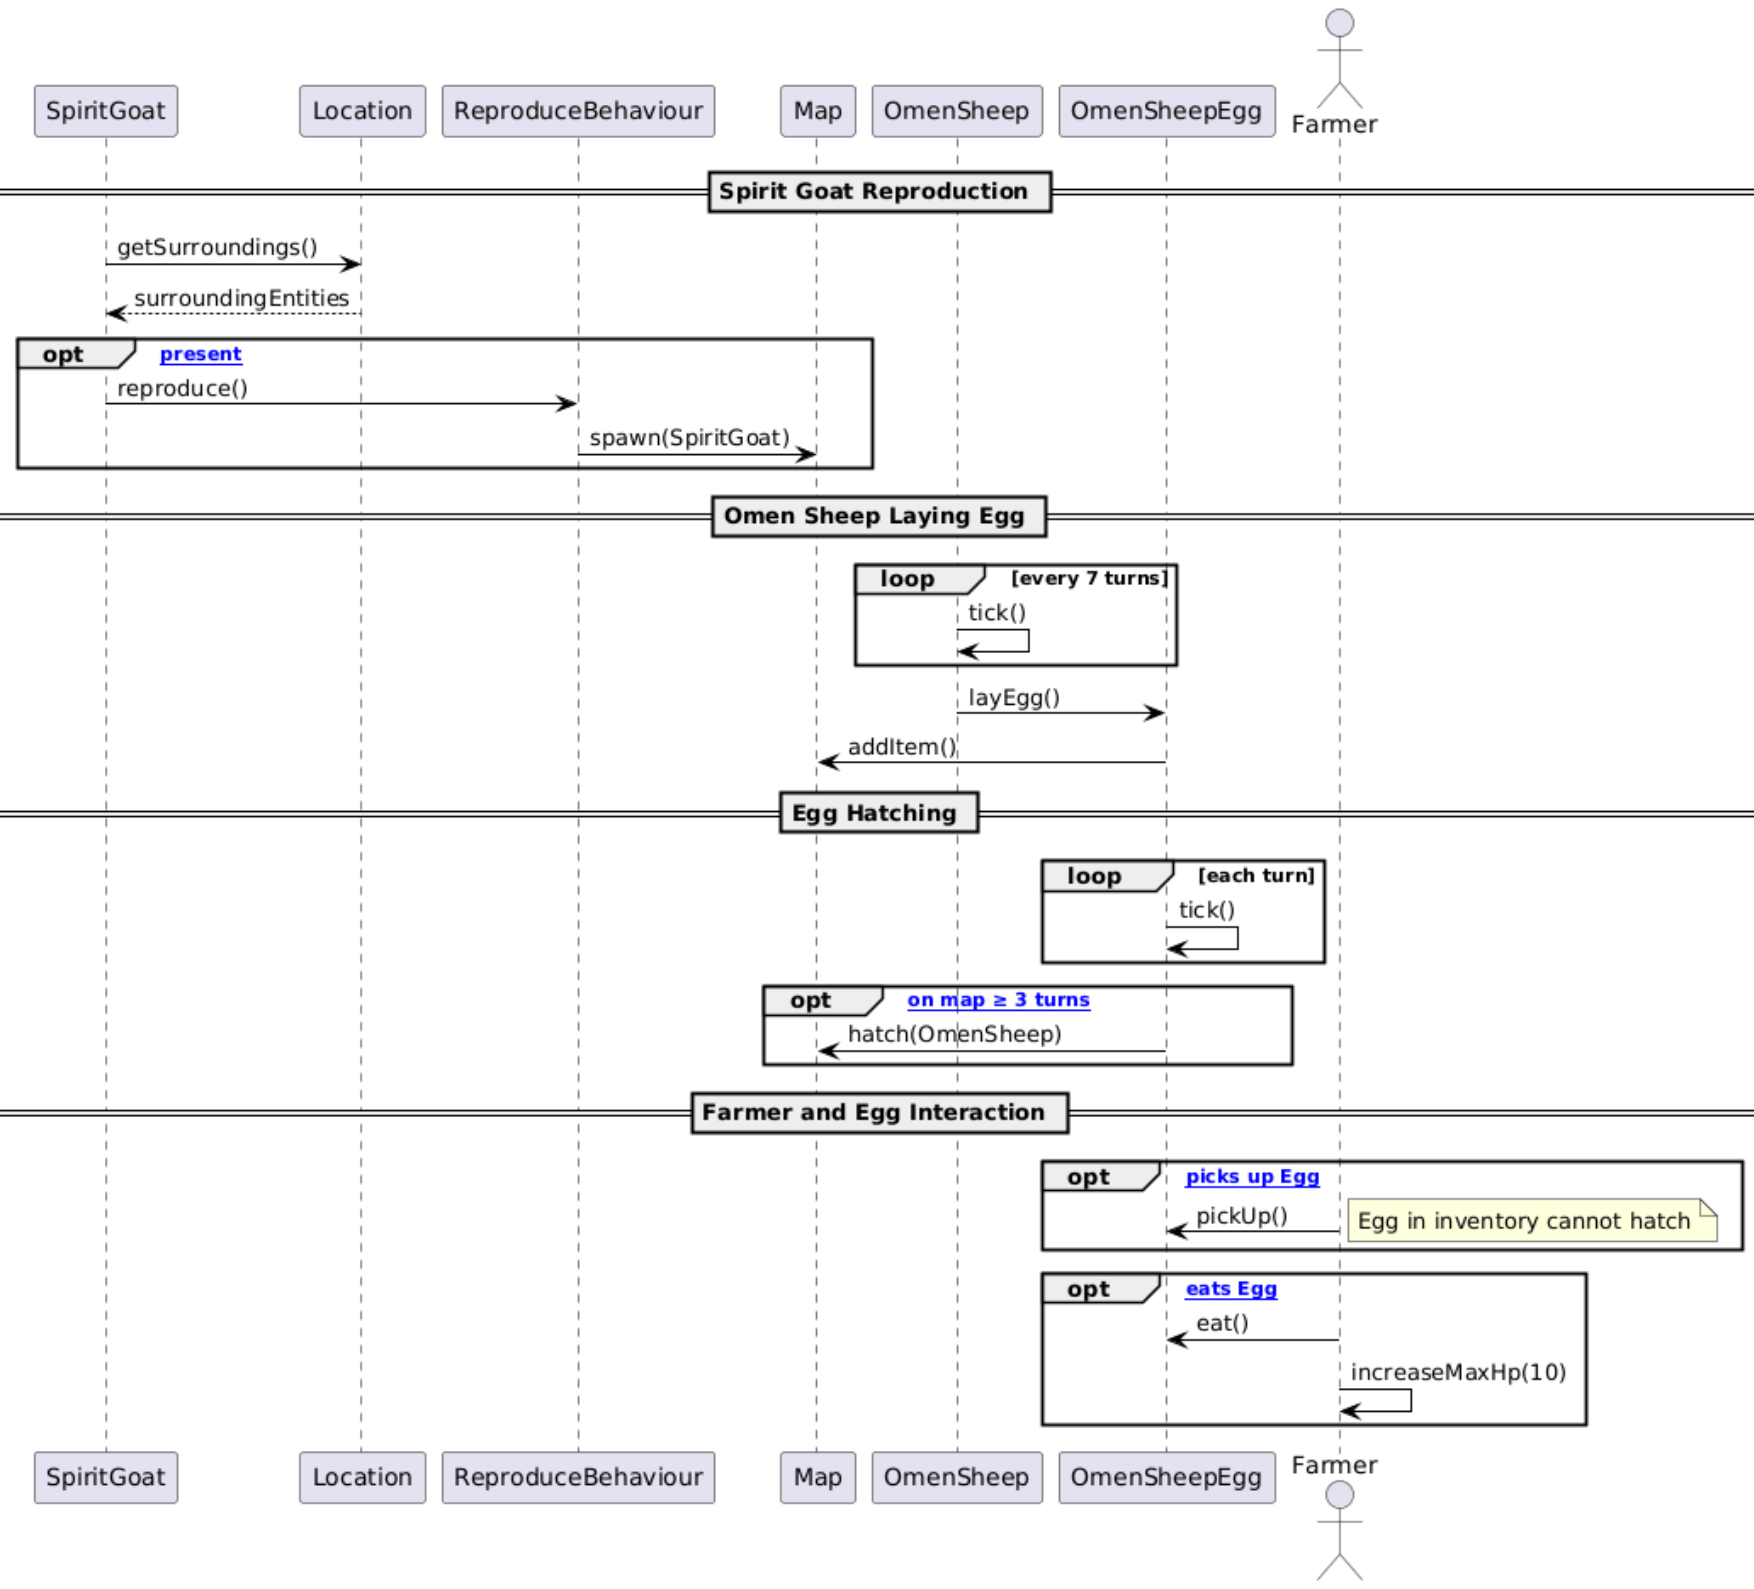 SpiritGoat
Location
ReproduceBehaviour
Map
OmenSheep
OmenSheepEgg
Farmer
Spirit Goat Reproduction
getSurroundings()
surroundingEntities
opt
present
reproduce()
spawn(SpiritGoat)
Omen Sheep Laying Egg
loop
[every 7 turns]
tick()
layEgg()
addItem()
Egg Hatching
loop
[each turn]
tick()
opt
on map ≥ 3 turns
hatch(OmenSheep)
Farmer and Egg Interaction
opt
picks up Egg
pickUp()
Egg in inventory cannot hatch
opt
eats Egg
eat()
increaseMaxHp(10)
SpiritGoat
Location
ReproduceBehaviour
Map
OmenSheep
OmenSheepEgg
Farmer